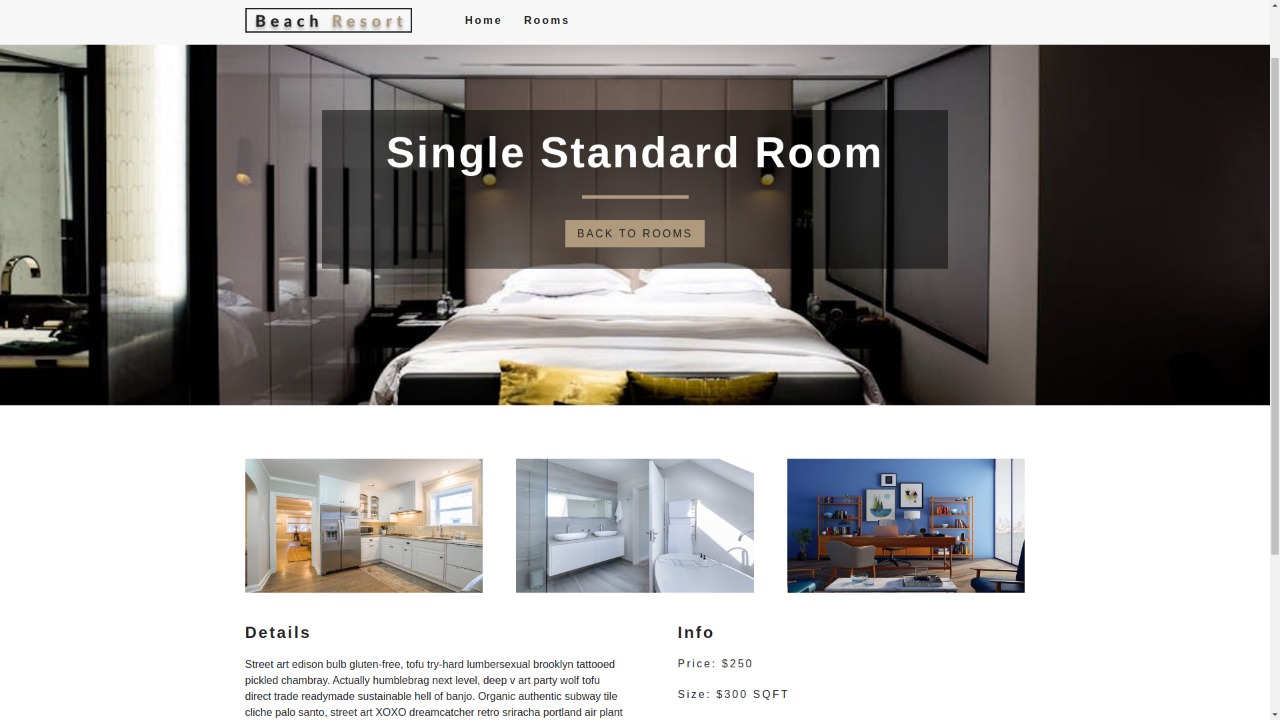 Beach Resort
Home
Rooms
Single Standard Room
BACK TO ROOMS
Details
Street art edison bulb gluten-free, tofu try-hard lumbersexual brooklyn tattooed
pickled chambray. Actually humblebrag next level, deep v art party wolf tofu
direct trade readymade sustainable hell of banjo. Organic authentic subway tile
cliche palo santo, street art XOXO dreamcatcher retro sriracha portland air plant
Info
Price: $250
Size: $300 SQFT